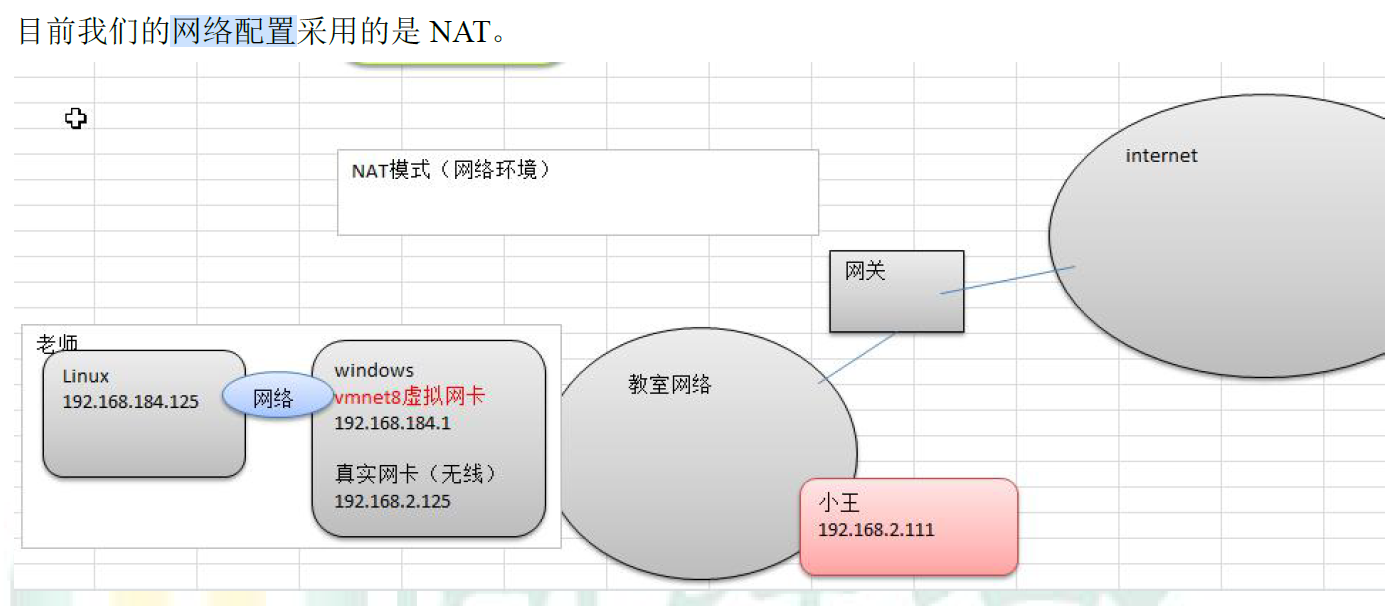 目前我们的网络配置采用的是 NAT。
NAT模式（网络环境）
internet
网关
老师
Linux
192.168.184.125
网络
windows
vmnet8虚拟网卡
192.168.184.1
真实网卡（无线）
192.168.2.125
教室网络
小王
192.168.2.111